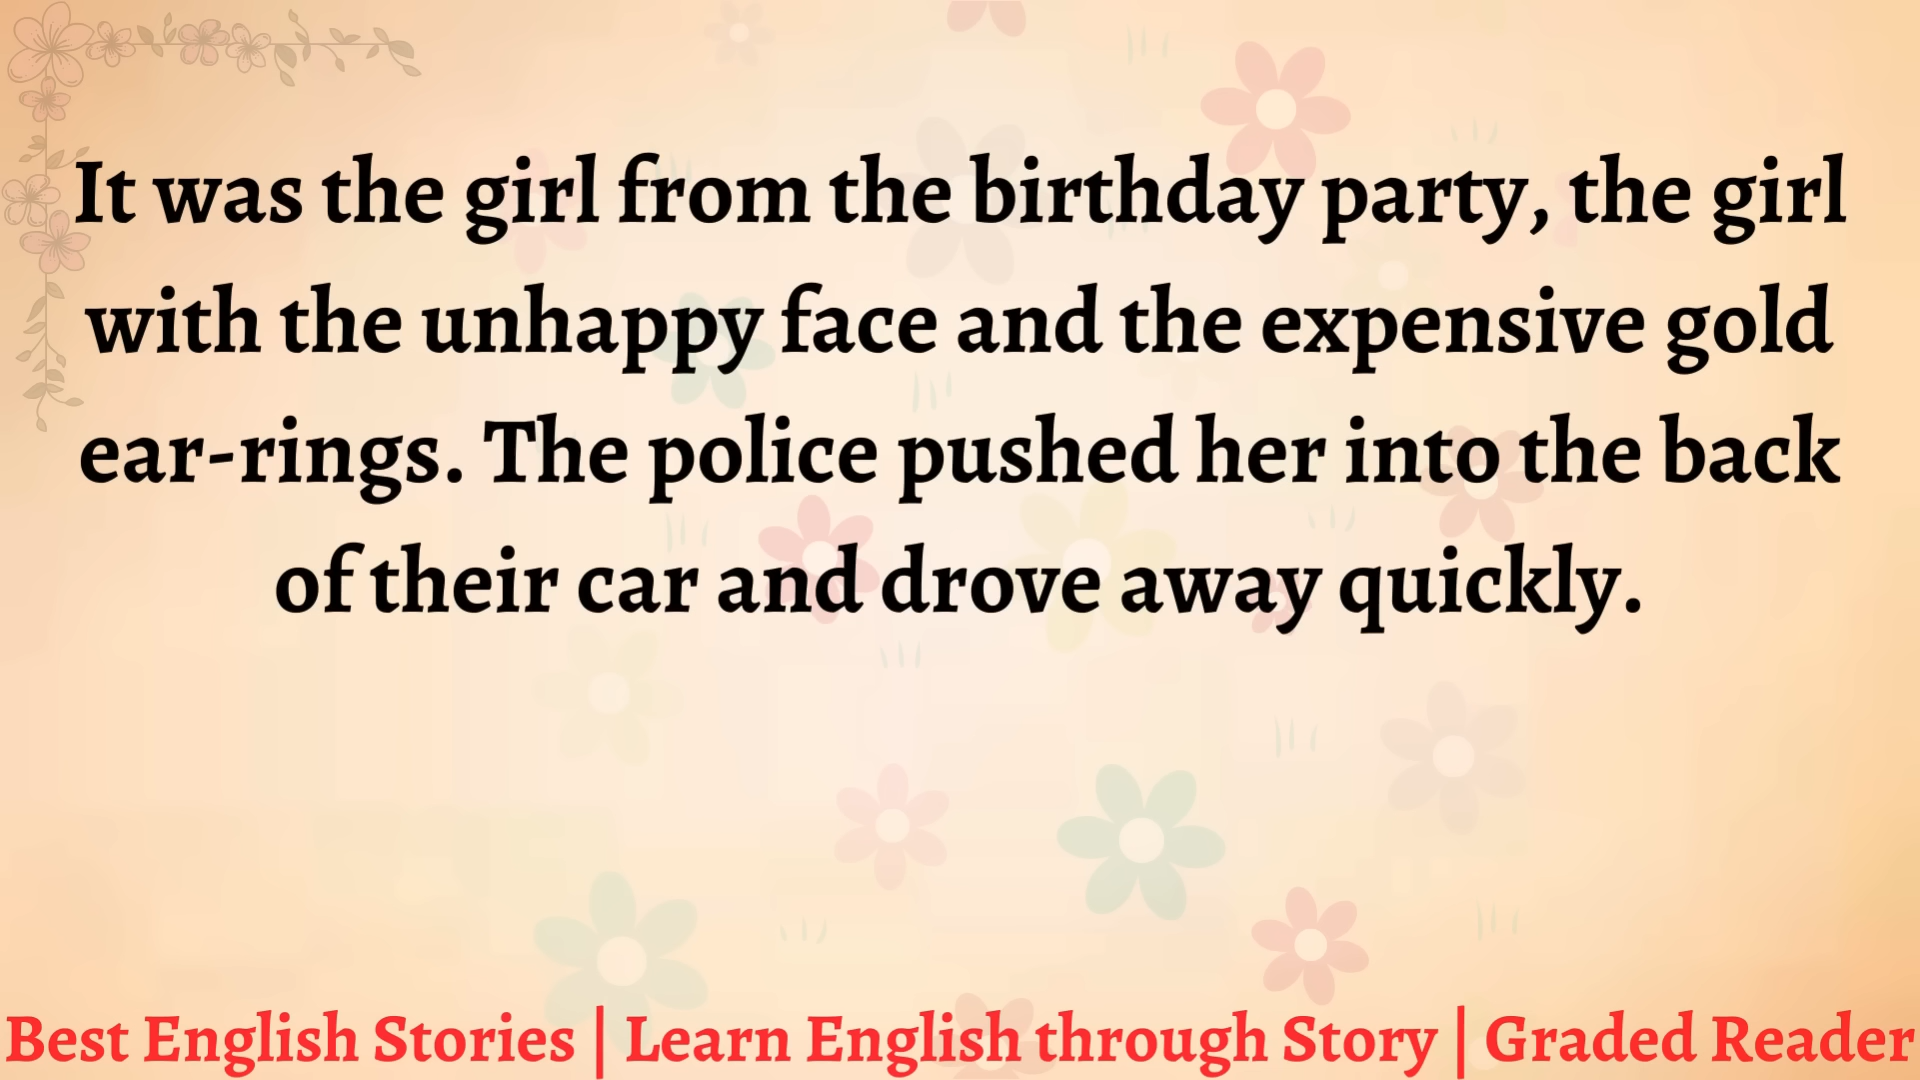 It was the girl from the birthday party, the girl
with the unhappy face and the expensive gold
ear-rings. The police pushed her into the back
of their car and drove away quickly.
Best English Stories | Learn English through Story | Graded Reader